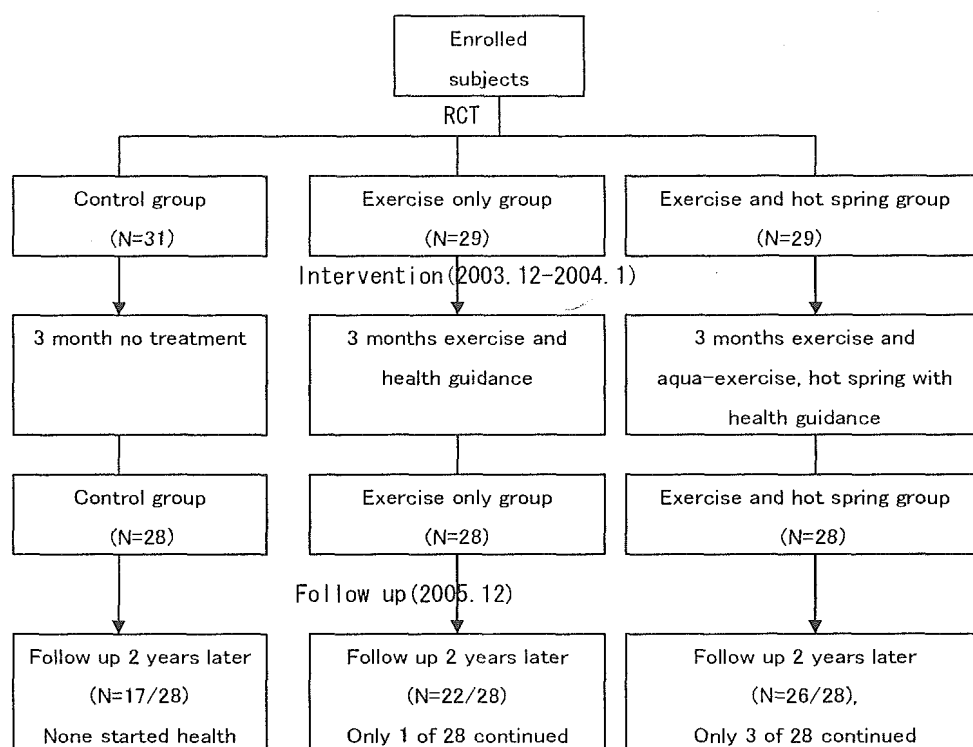 Enrolled
subjects
RCT
Control group
(N=31)
Exercise only group
(N=29)
Exercise and hot spring group
(N=29)
Intervention(2003.12-2004.1)
3 month no treatment
3 months exercise and
health guidance
3 months exercise and
aqua-exercise, hot spring with
health guidance
Control group
(N=28)
Exercise only group
(N=28)
Exercise and hot spring group
(N=28)
Follow up(2005.12)
Follow up 2 years later
(N=17/28)
None started health
Follow up 2 years later
(N=22/28)
Only 1 of 28 continued
Follow up 2 years later
(N=26/28),
Only 3 of 28 continued